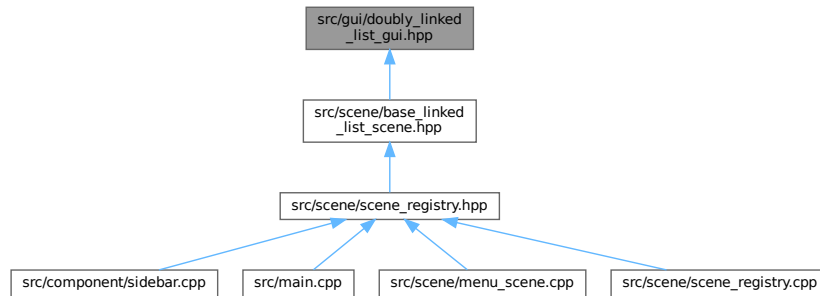 src/gui/doubly_linked
_list_gui.hpp
src/scene/base_linked
_list_scene.hpp
src/scene/scene_registry.hpp
src/component/sidebar.cpp
src/main.cpp
src/scene/menu_scene.cpp
src/scene/scene_registry.cpp